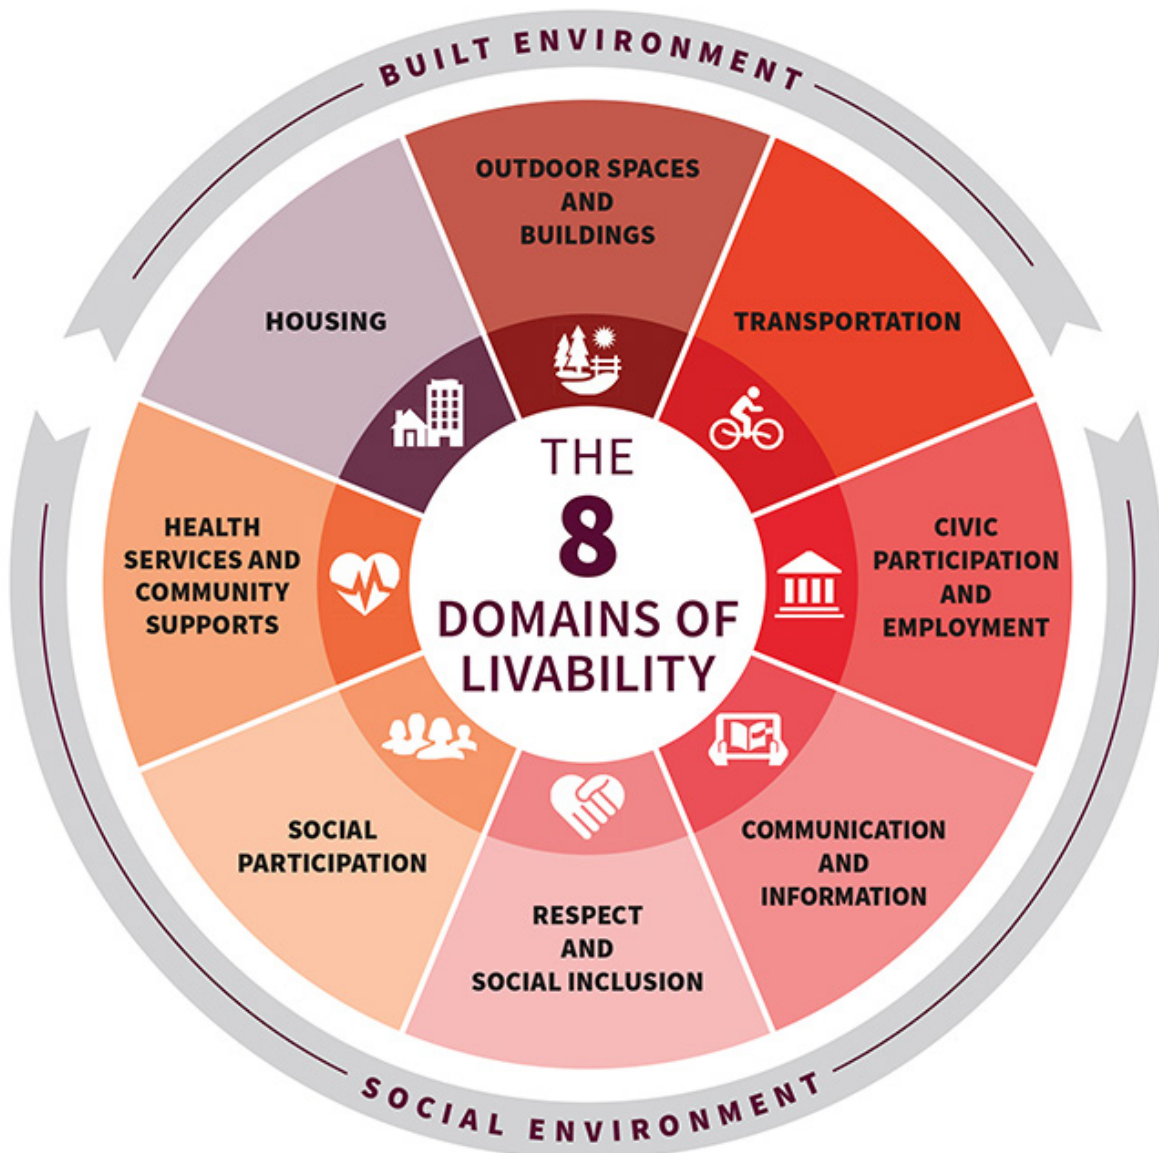 BUILT ENVIRONMENT
OUTDOOR SPACES
AND
BUILDINGS
TRANSPORTATION
CIVIC
PARTICIPATION
AND
EMPLOYMENT
COMMUNICATION
AND
INFORMATION
RESPECT
AND
SOCIAL INCLUSION
SOCIAL
PARTICIPATION
HEALTH
SERVICES AND
COMMUNITY
SUPPORTS
HOUSING
THE
8
DOMAINS OF
LIVABILITY
SOCIAL ENVIRONMENT